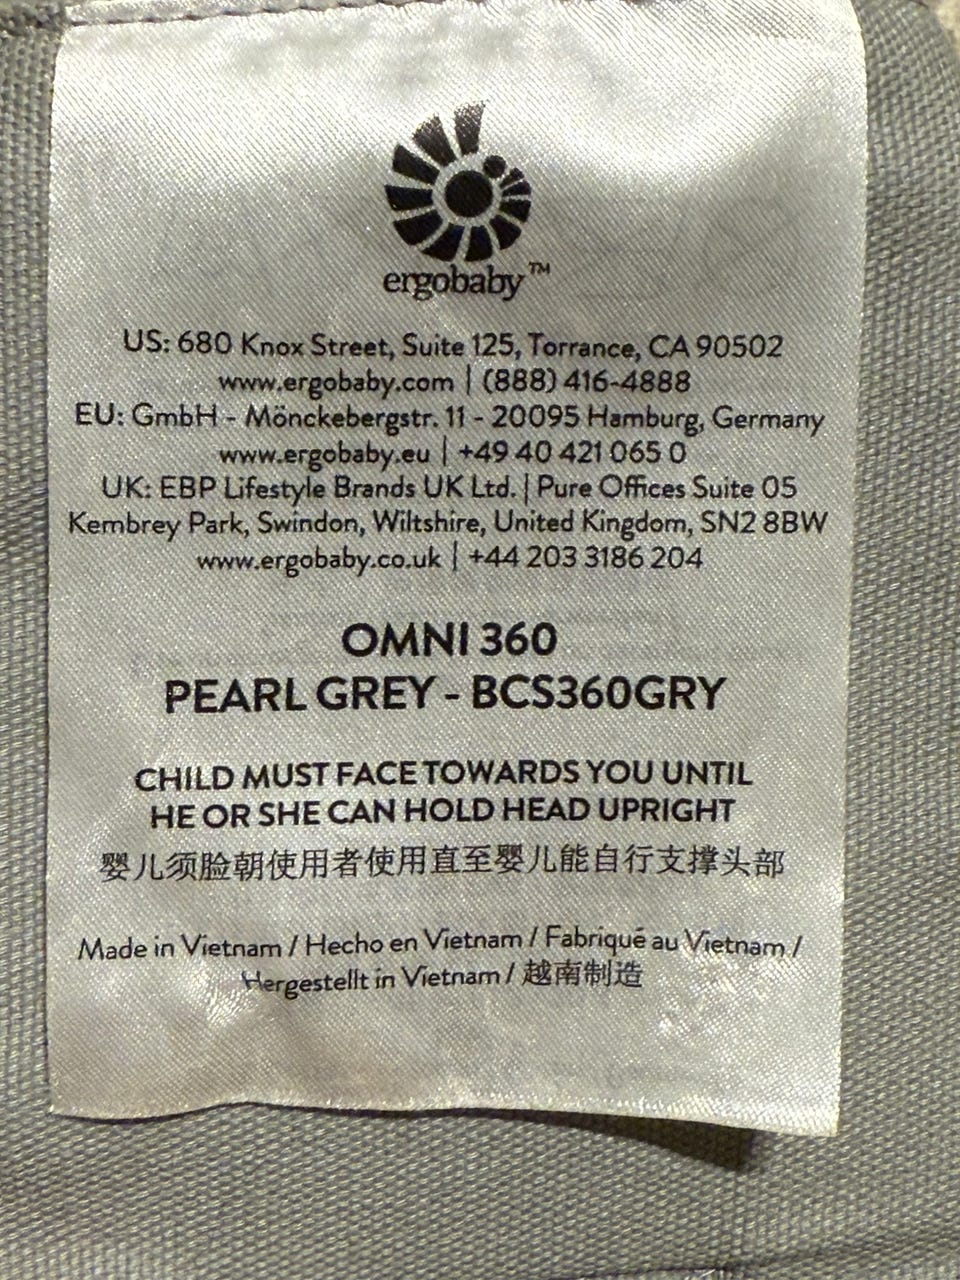 ergobaby™
US: 680 Knox Street, Suite 125, Torrance, CA 90502
www.ergobaby.com | (888) 416-4888
EU: GmbH - Mönckebergstr. 11 - 20095 Hamburg, Germany
www.ergobaby.eu | +49 40 421 065 0
UK: EBP Lifestyle Brands UK Ltd. | Pure Offices Suite 05
Kembrey Park, Swindon, Wiltshire, United Kingdom, SN2 8BW
www.ergobaby.co.uk | +44 203 3186 204
OMNI 360
PEARL GREY - BCS360GRY
CHILD MUST FACE TOWARDS YOU UNTIL
HE OR SHE CAN HOLD HEAD UPRIGHT
婴儿须脸朝使用者使用直至婴儿能自行支撑头部
Made in Vietnam / Hecho en Vietnam / Fabriqué au Vietnam /
Hergestellt in Vietnam / 越南制造